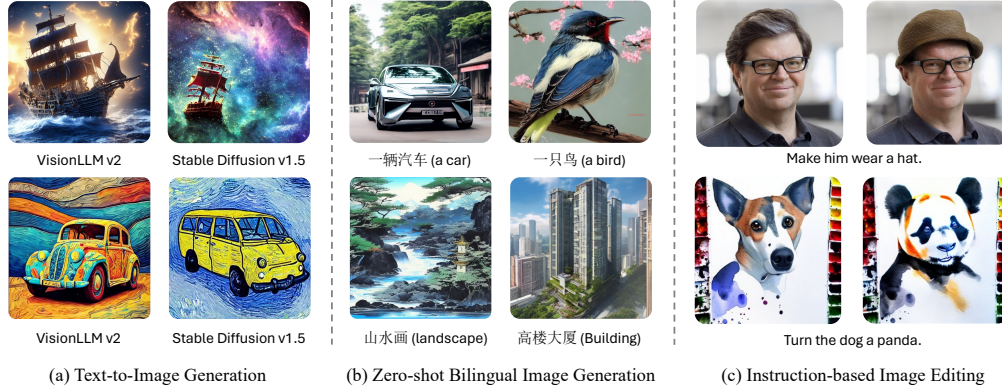 VisionLLM v2
Stable Diffusion v1.5
一辆汽车 (a car)
一只鸟 (a bird)
Make him wear a hat.
VisionLLM v2
Stable Diffusion v1.5
山水画 (landscape)
高楼大厦 (Building)
Turn the dog a panda.
(a) Text-to-Image Generation
(b) Zero-shot Bilingual Image Generation
(c) Instruction-based Image Editing